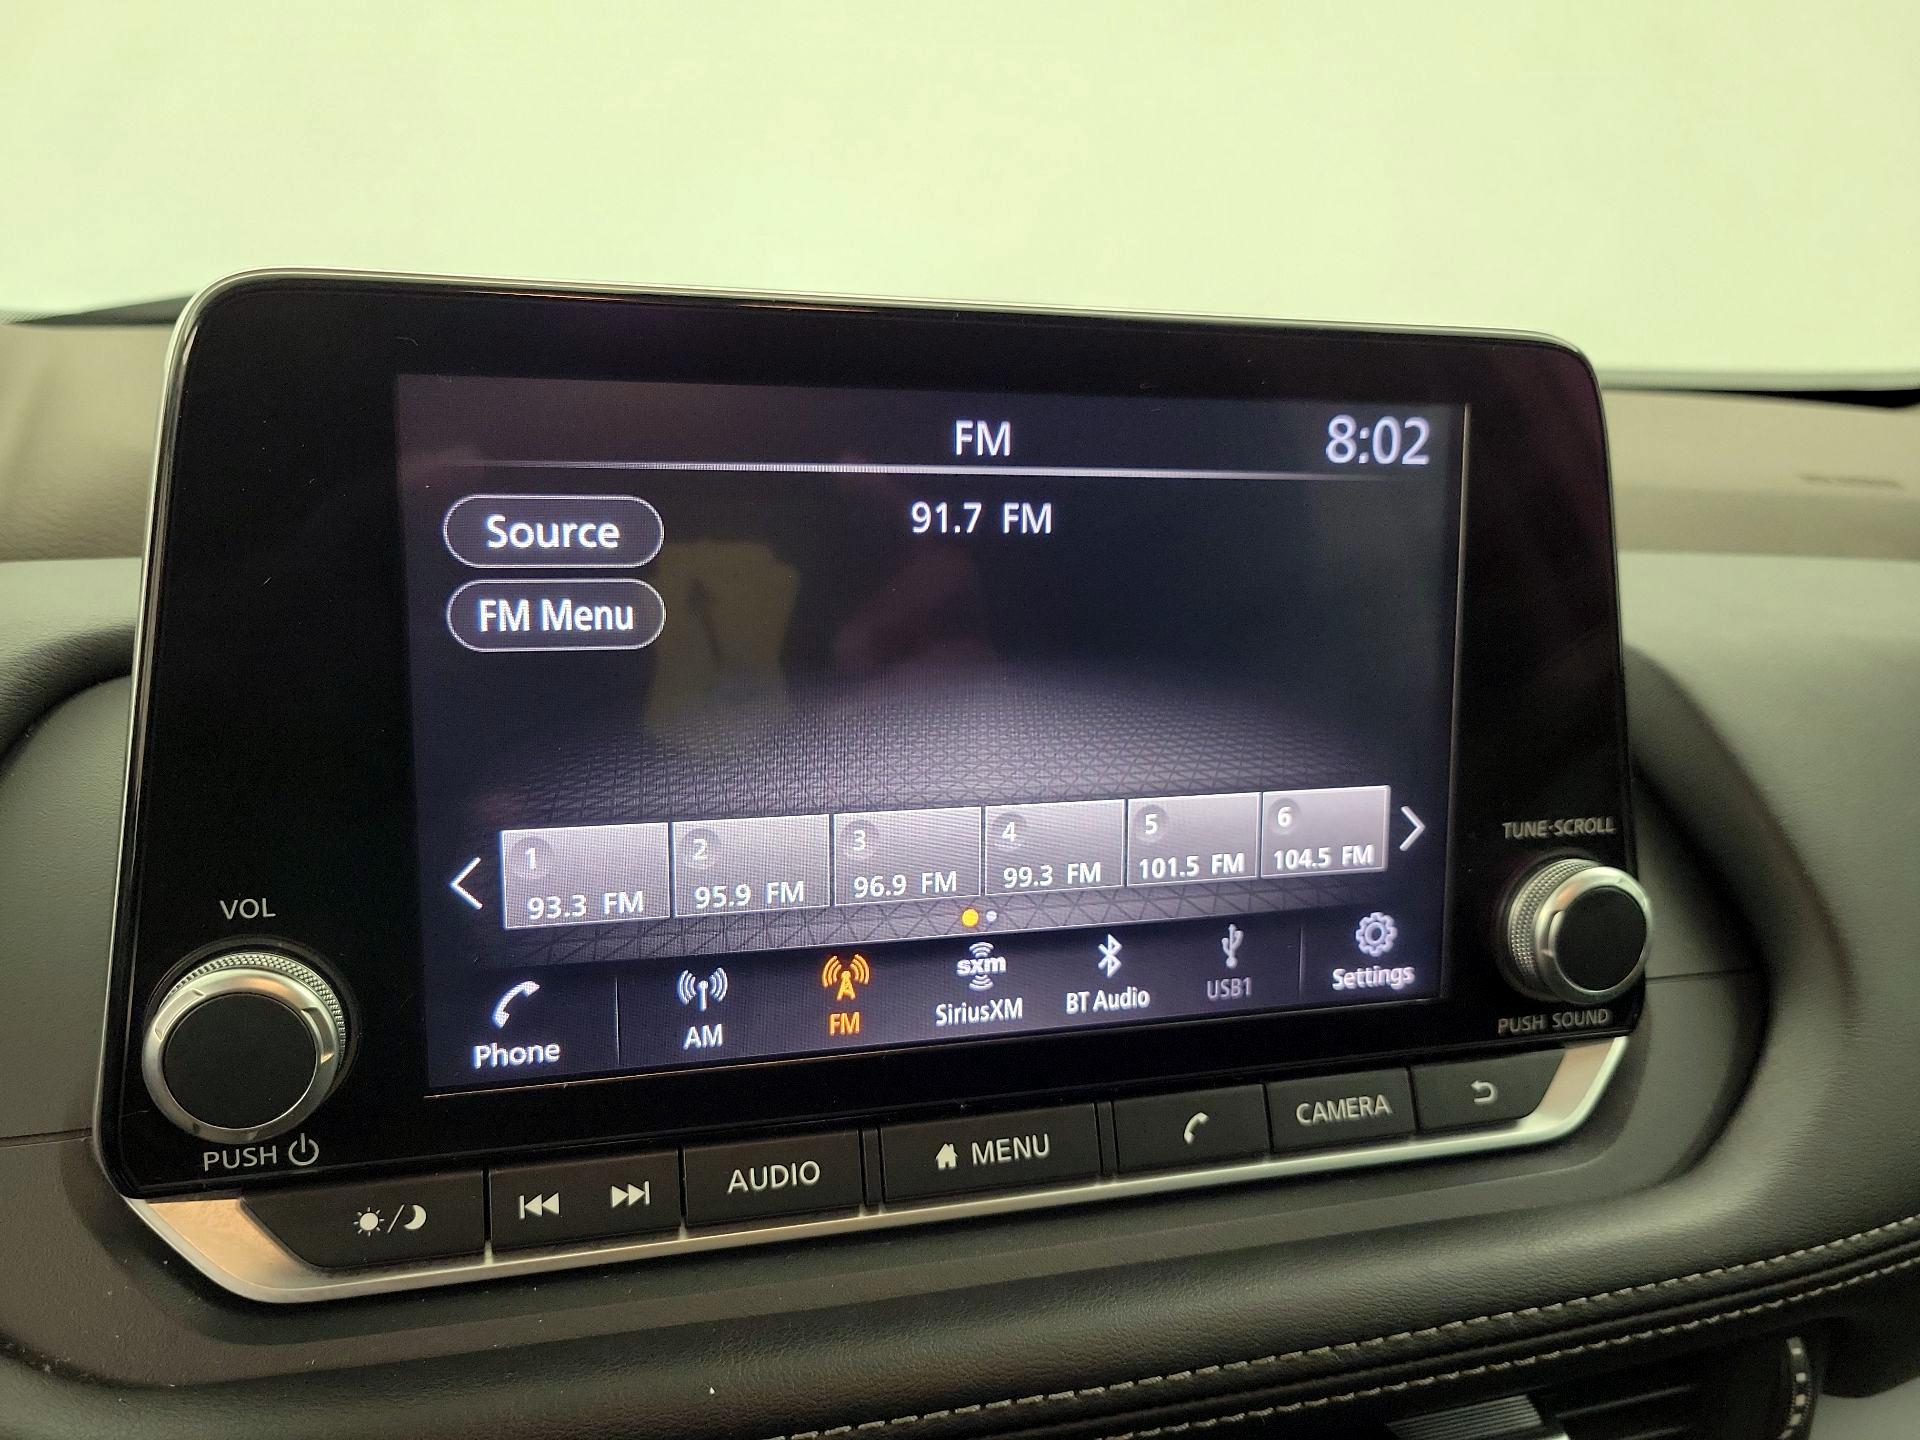 FM
8:02
Source
91.7 FM
FM Menu
1
2
3
4
5
6
93.3 FM
95.9 FM
96.9 FM
99.3 FM
101.5 FM
104.5 FM
TUNE·SCROLL
VOL
Phone
AM
FM
sxm
SiriusXM
BT Audio
USB1
Settings
PUSH SOUND
PUSH
AUDIO
MENU
CAMERA